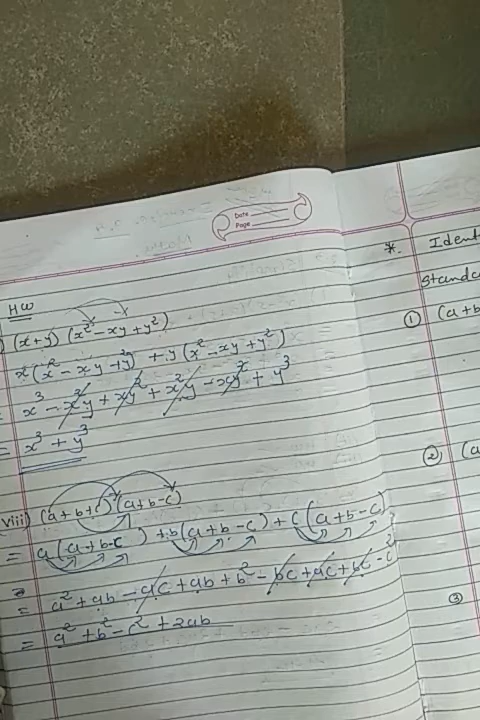 Date
Page
HW
(x+y) (x² - xy + y²)
x(x² - xy + y²) + y(x² - xy + y²)
= x³ - x²y + xy² + x²y - xy² + y³
= x³ + y³
viii) (a+b+c) (a+b-c)
= a(a+b-c) + b(a+b-c) + c(a+b-c)
= a² + ab - ac + ab + b² - bc + ac + bc - c²
= a² + b² - c² + 2ab
*. Ident
Standa
① (a+b
② (a
③